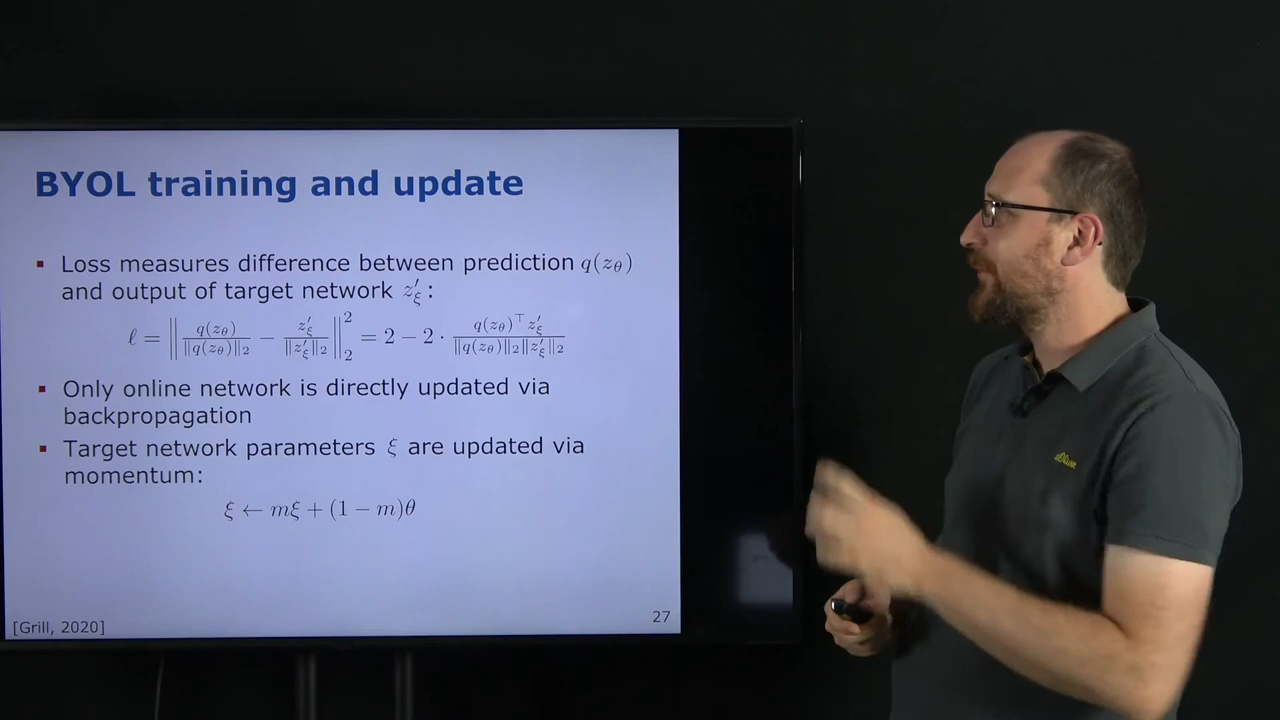 BYOL training and update
▪ Loss measures difference between prediction q(z_θ)
and output of target network z'_ξ:
ℓ = ‖ q(z_θ) / ‖q(z_θ)‖₂ − z'_ξ / ‖z'_ξ‖₂ ‖₂² = 2 − 2 · q(z_θ)^⊤ z'_ξ / ‖q(z_θ)‖₂‖z'_ξ‖₂
▪ Only online network is directly updated via
backpropagation
▪ Target network parameters ξ are updated via
momentum:
ξ ← mξ + (1 − m)θ
[Grill, 2020]
27
s.Oliver